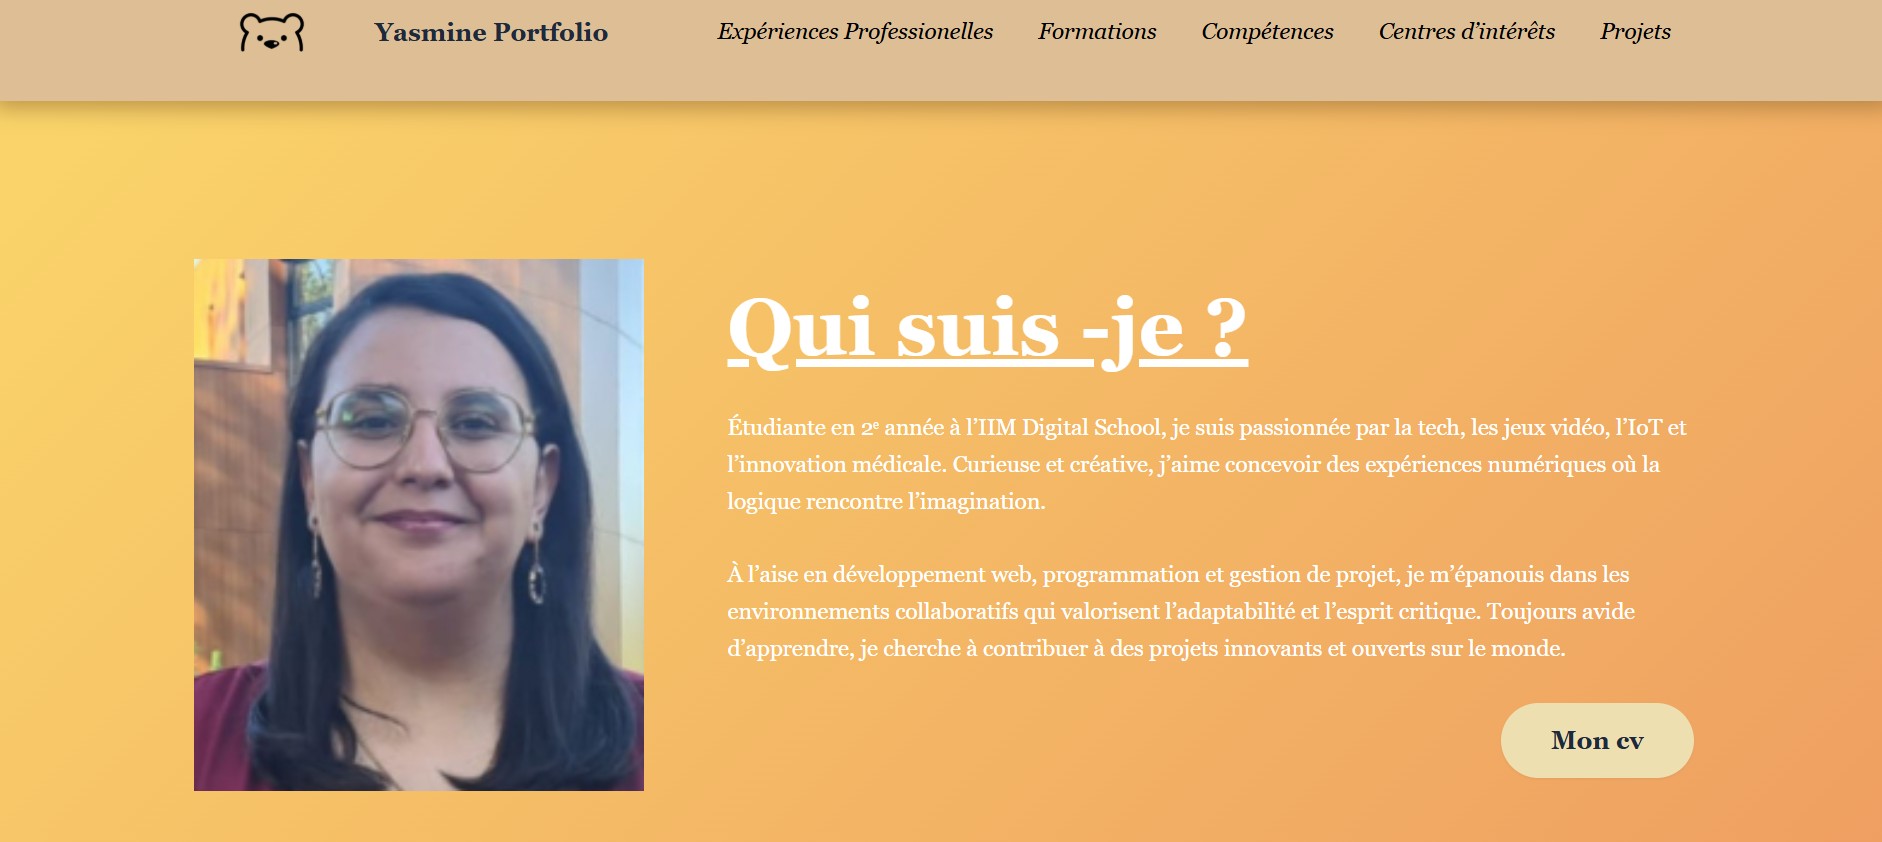 Yasmine Portfolio
Expériences Professionelles
Formations
Compétences
Centres d’intérêts
Projets
Qui suis -je ?
Étudiante en 2ᵉ année à l’IIM Digital School, je suis passionnée par la tech, les jeux vidéo, l’IoT et
l’innovation médicale. Curieuse et créative, j’aime concevoir des expériences numériques où la
logique rencontre l’imagination.
À l’aise en développement web, programmation et gestion de projet, je m’épanouis dans les
environnements collaboratifs qui valorisent l’adaptabilité et l’esprit critique. Toujours avide
d’apprendre, je cherche à contribuer à des projets innovants et ouverts sur le monde.
Mon cv